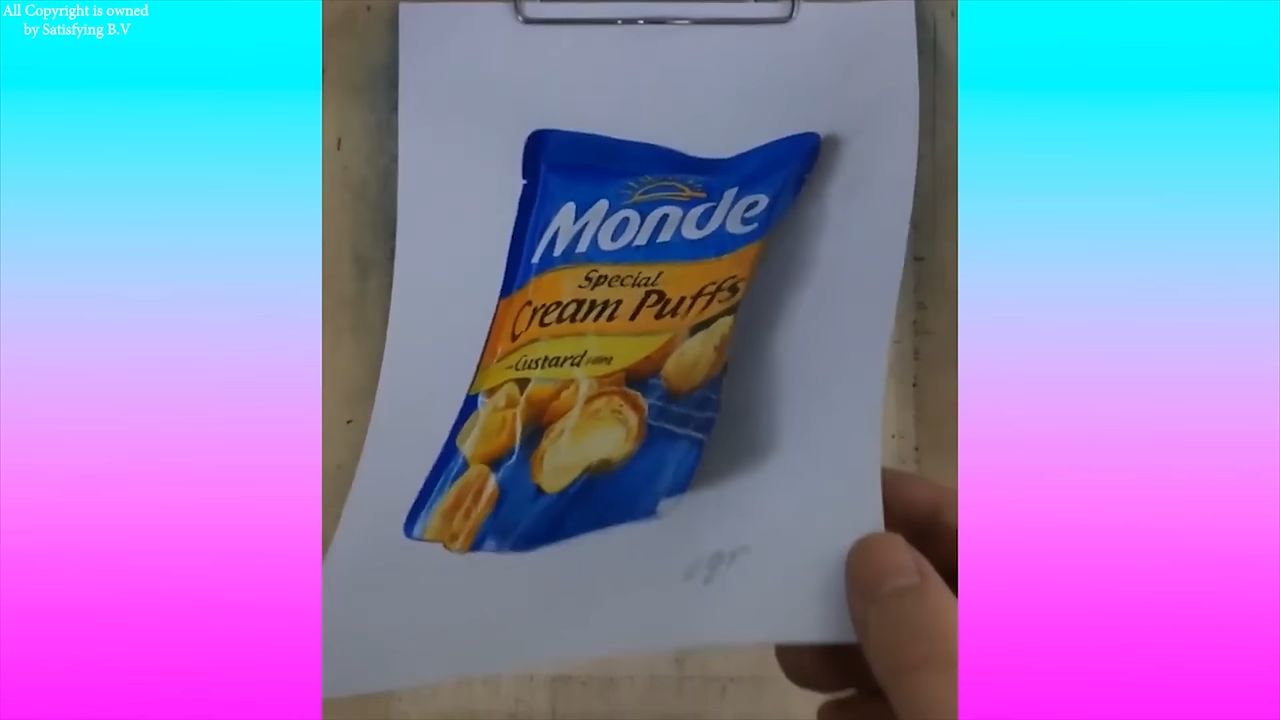 All Copyright is owned
by Satisfying B.V
Monde
Special
Cream Puffs
Custard